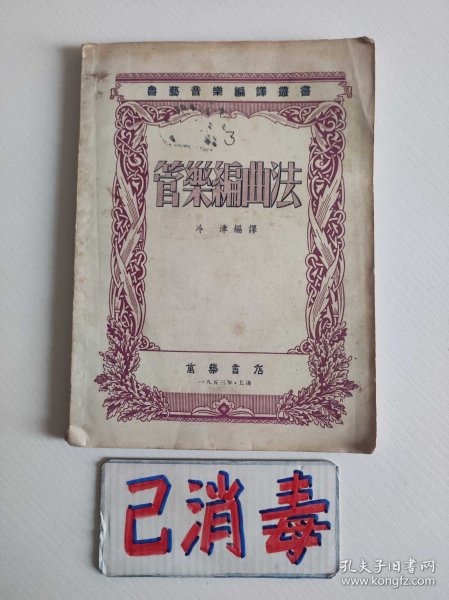 魯藝音樂編譯叢書
3
管樂編曲法
冷津編譯
萬葉書店
一九五三年·上海
已消毒
孔夫子旧书网
www.kongfz.com